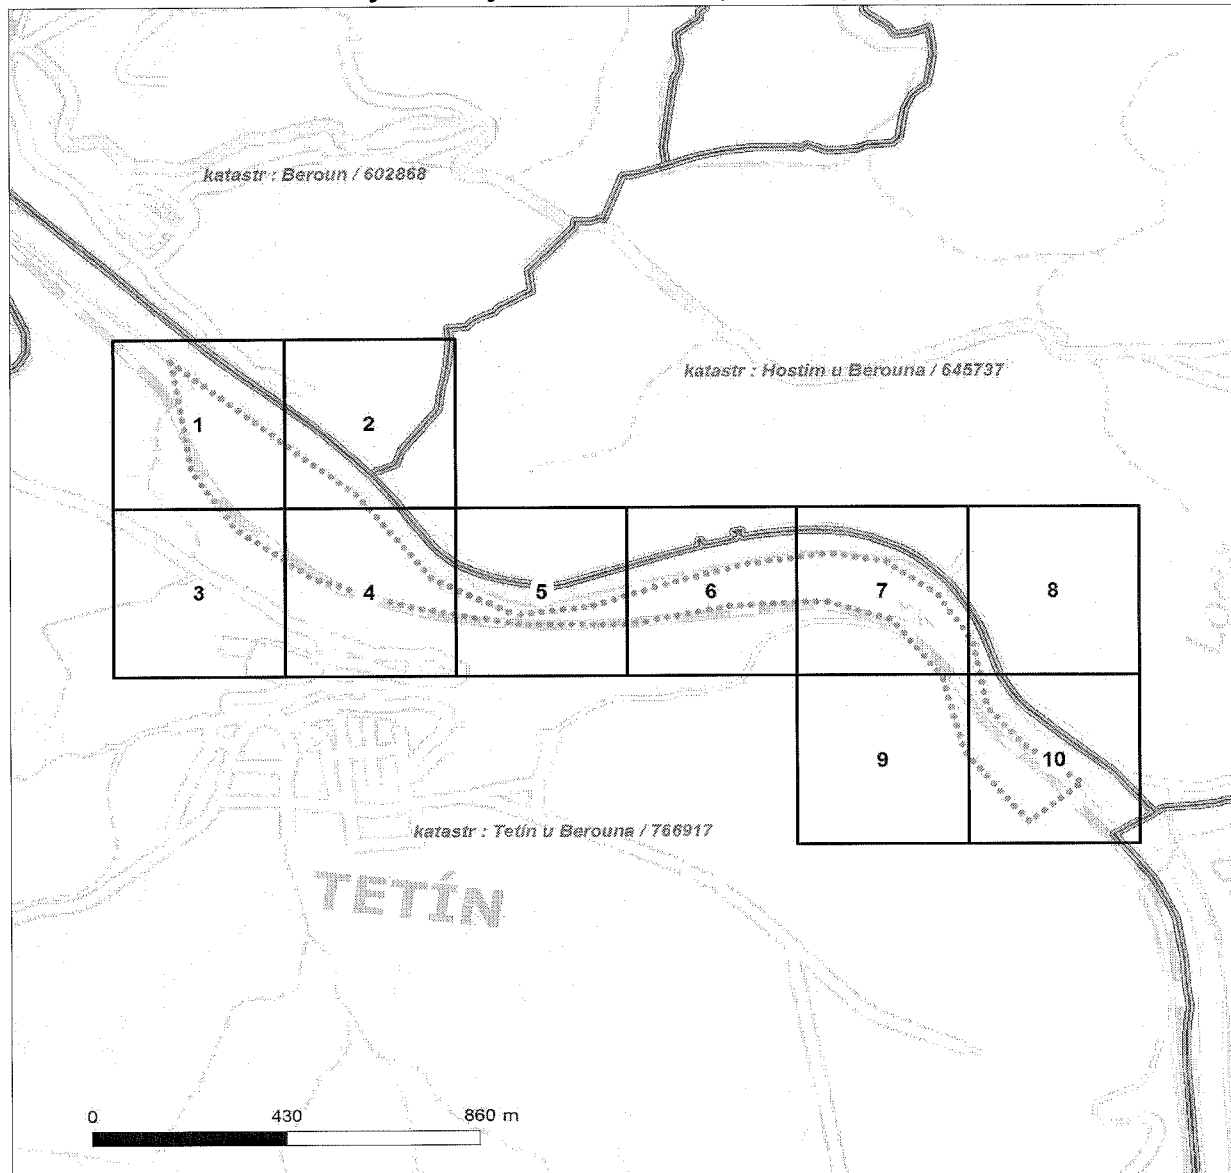 katastr : Beroun / 602868
katastr : Hostim u Berouna / 645737
1
2
3
4
5
6
7
8
9
10
katastr : Tetín u Berouna / 766917
TETÍN
0 430 860 m